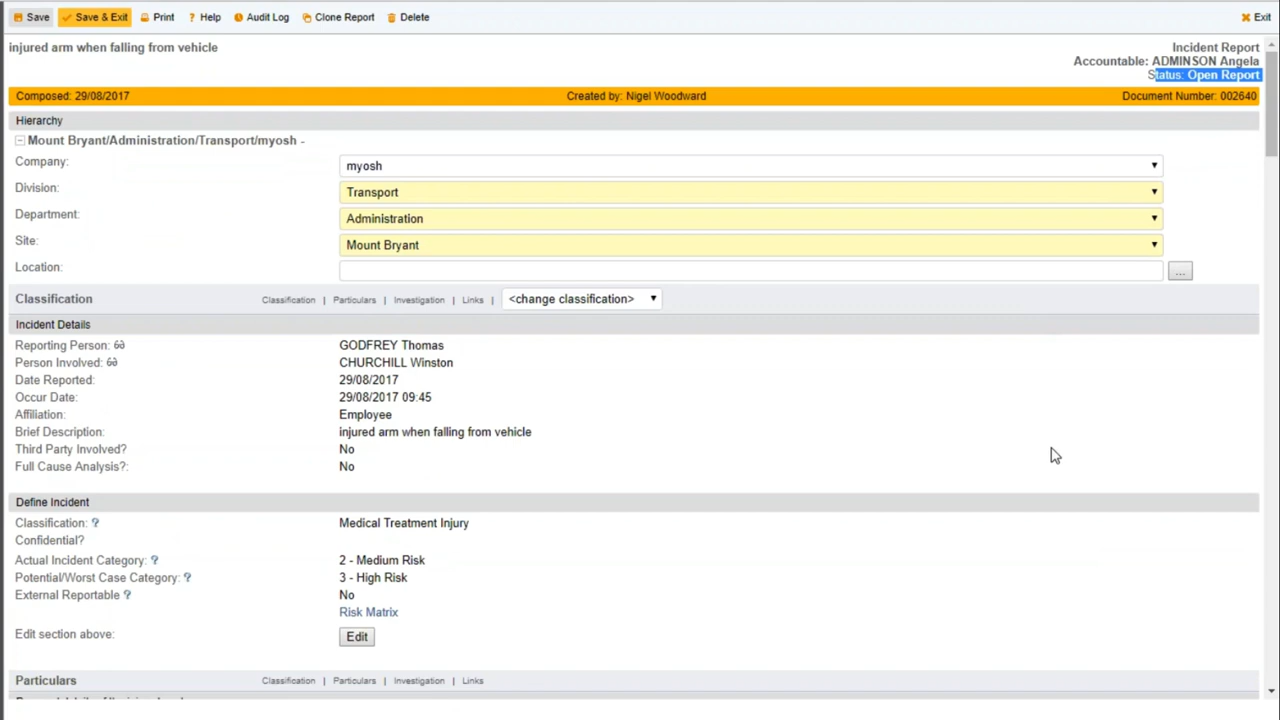 Save Save & Exit Print ? Help Audit Log Clone Report Delete Exit
injured arm when falling from vehicle Incident Report
Accountable: ADMINSON Angela
Status: Open Report
Composed: 29/08/2017 Created by: Nigel Woodward Document Number: 002640
Hierarchy
Mount Bryant/Administration/Transport/myosh -
Company: myosh
Division: Transport
Department: Administration
Site: Mount Bryant
Location: ...
Classification Classification | Particulars | Investigation | Links | <change classification>
Incident Details
Reporting Person: GODFREY Thomas
Person Involved: CHURCHILL Winston
Date Reported: 29/08/2017
Occur Date: 29/08/2017 09:45
Affiliation: Employee
Brief Description: injured arm when falling from vehicle
Third Party Involved? No
Full Cause Analysis?: No
Define Incident
Classification: ? Medical Treatment Injury
Confidential?
Actual Incident Category: ? 2 - Medium Risk
Potential/Worst Case Category: ? 3 - High Risk
External Reportable ? No
Risk Matrix
Edit section above: Edit
Particulars Classification | Particulars | Investigation | Links